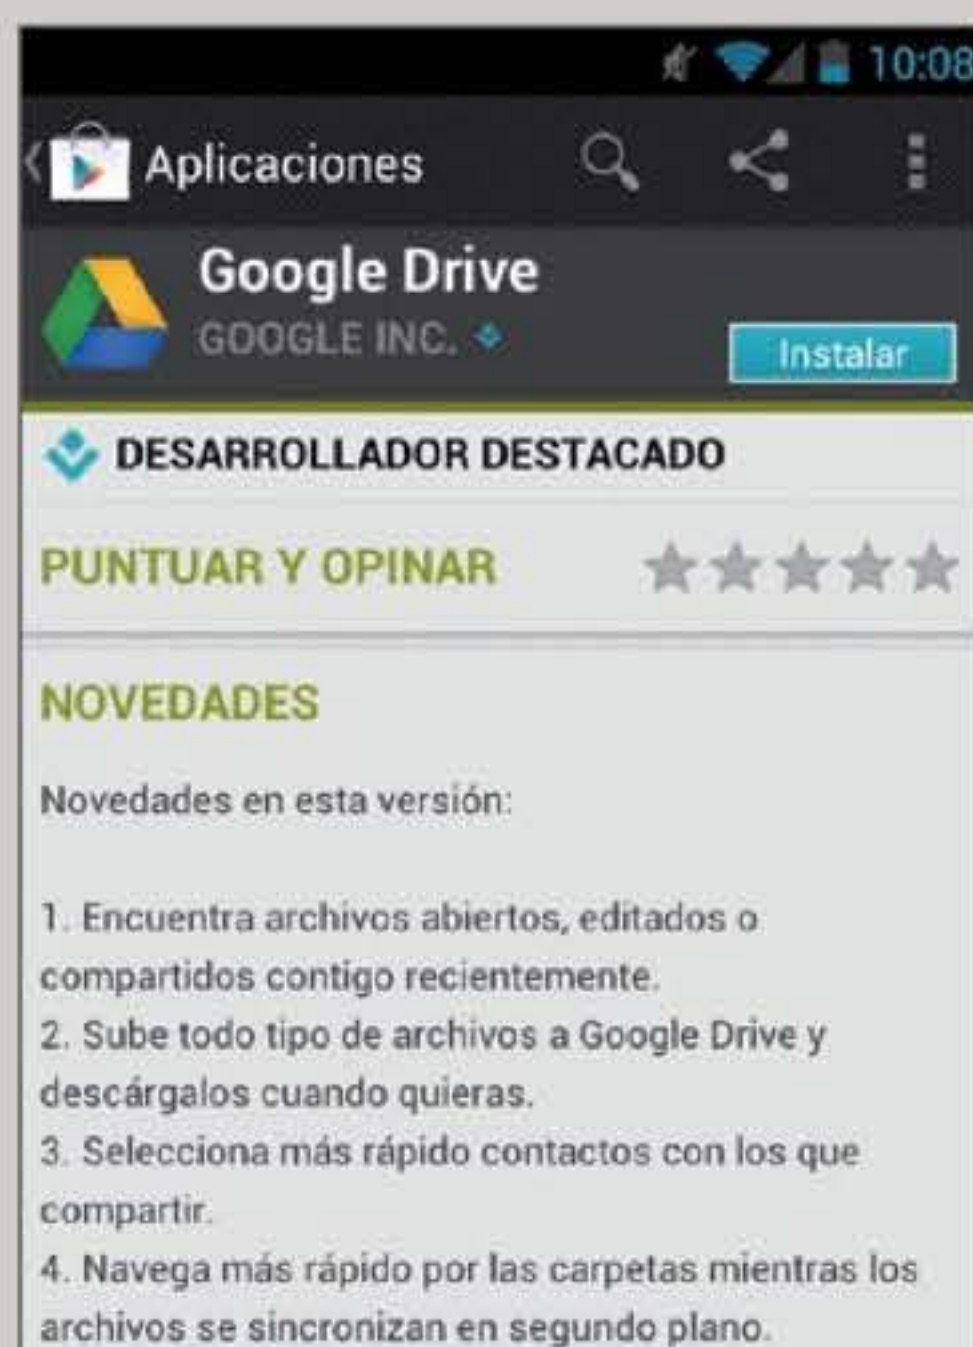 10:08
Aplicaciones
Google Drive
GOOGLE INC.
Instalar
DESARROLLADOR DESTACADO
PUNTUAR Y OPINAR
NOVEDADES
Novedades en esta versión:
1. Encuentra archivos abiertos, editados o
compartidos contigo recientemente.
2. Sube todo tipo de archivos a Google Drive y
descárgalos cuando quieras.
3. Selecciona más rápido contactos con los que
compartir.
4. Navega más rápido por las carpetas mientras los
archivos se sincronizan en segundo plano.